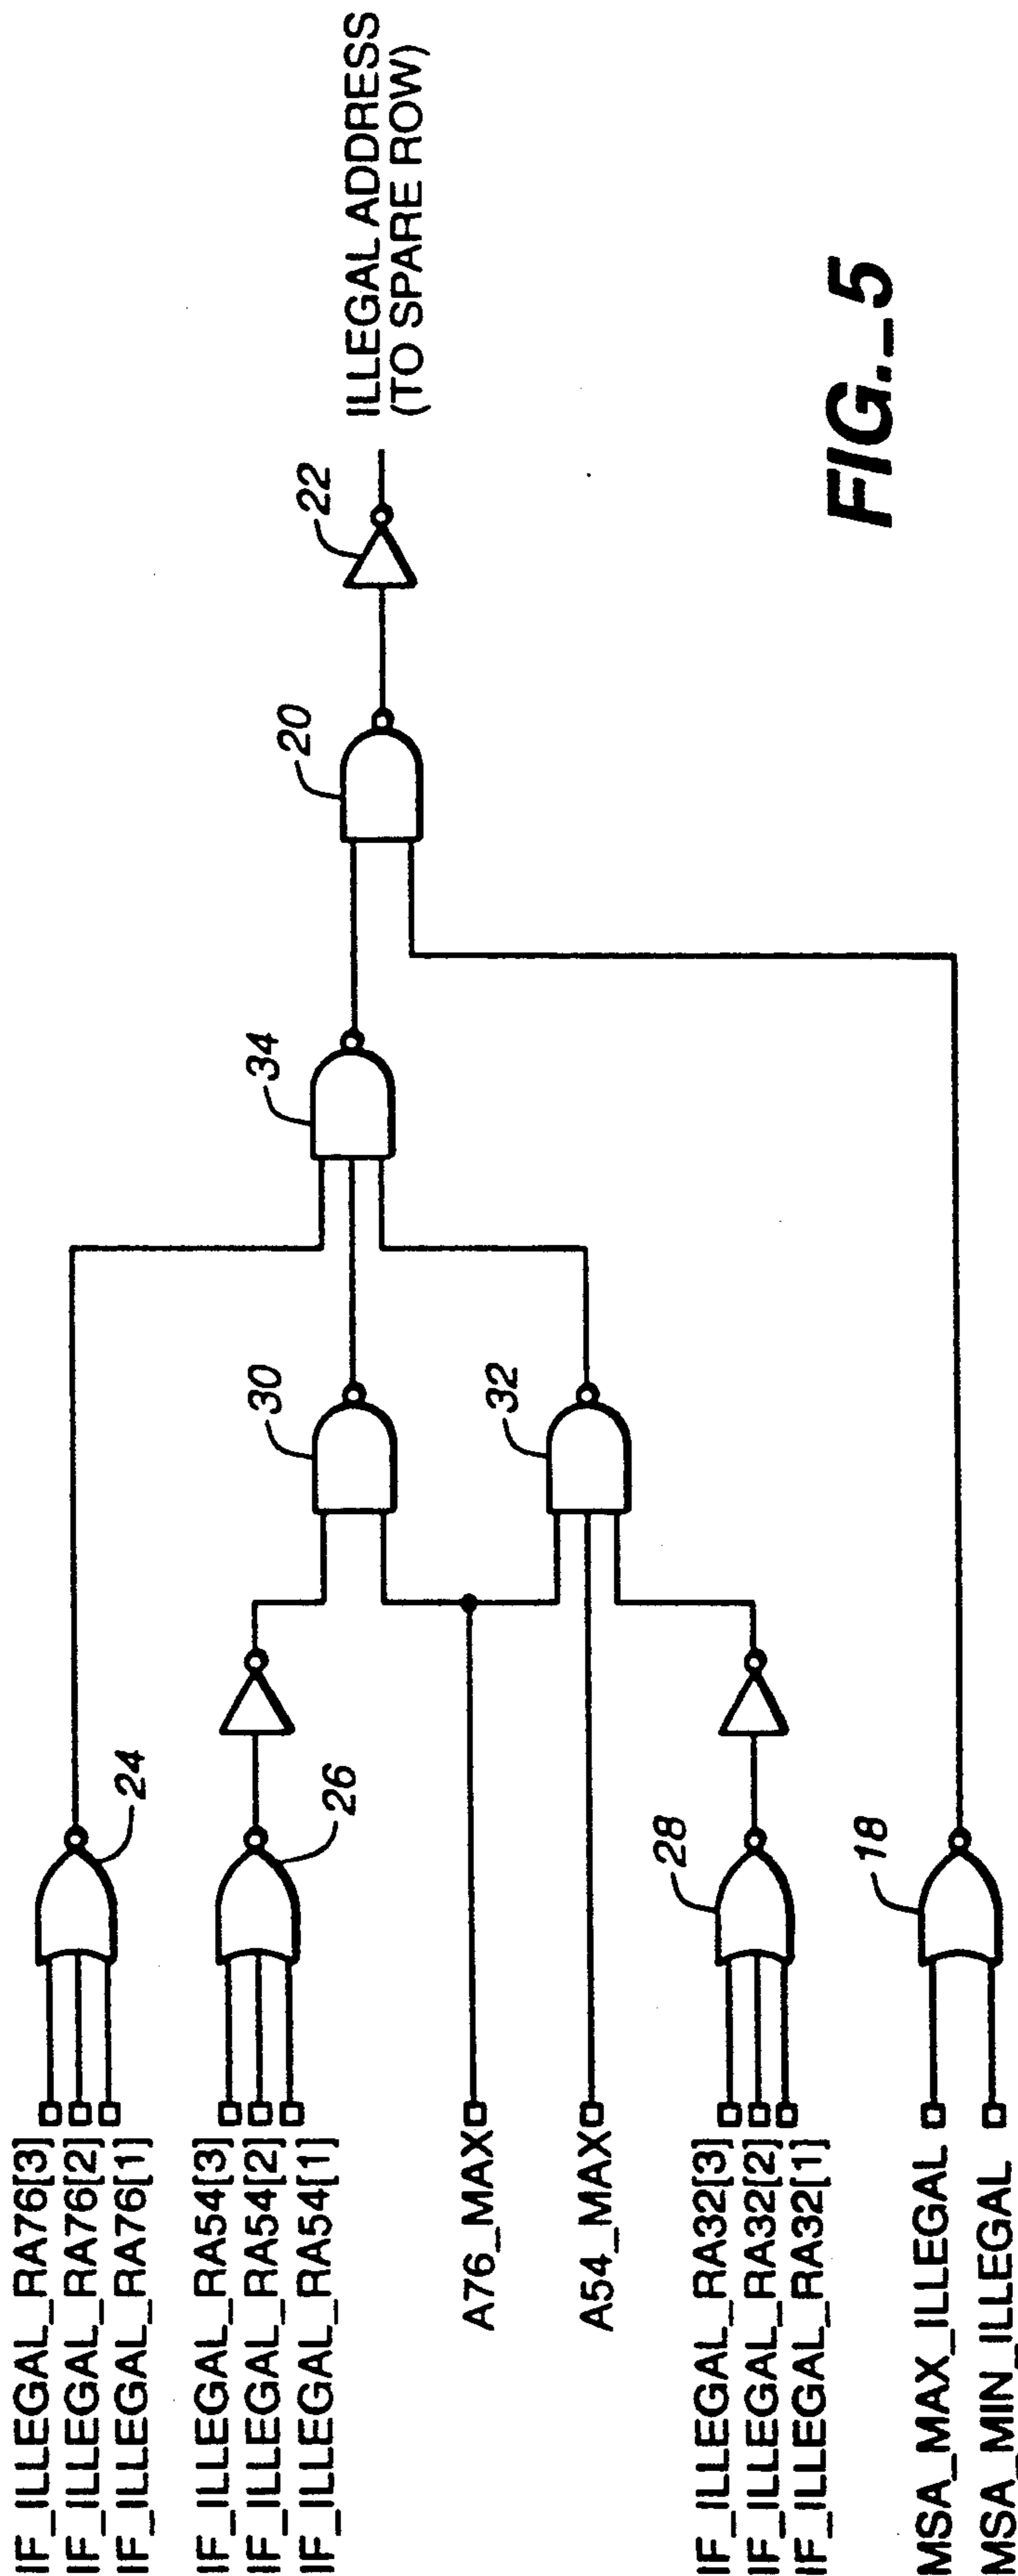 IF_ILLEGAL_RA76[3]
IF_ILLEGAL_RA76[2]
IF_ILLEGAL_RA76[1]
24
IF_ILLEGAL_RA54[3]
IF_ILLEGAL_RA54[2]
IF_ILLEGAL_RA54[1]
26
A76_MAX
A54_MAX
IF_ILLEGAL_RA32[3]
IF_ILLEGAL_RA32[2]
IF_ILLEGAL_RA32[1]
28
MSA_MAX_ILLEGAL
MSA_MIN_ILLEGAL
18
30
32
34
20
22
ILLEGAL ADDRESS
(TO SPARE ROW)
FIG._5